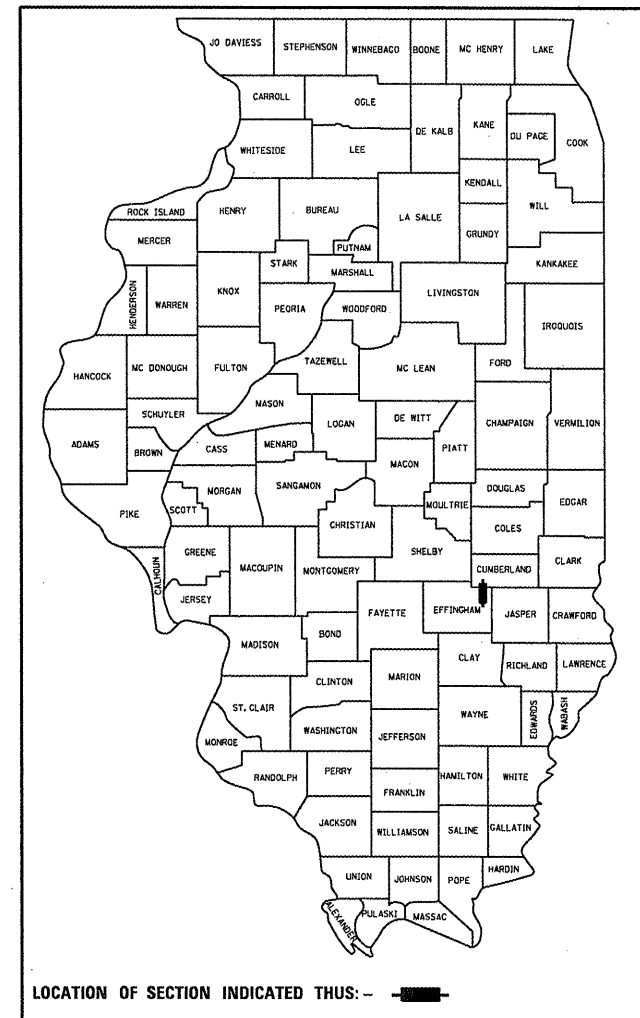 JO DAVIESS
STEPHENSON
WINNEBAGO
BOONE
MC HENRY
LAKE
CARROLL
OGLE
DE KALB
KANE
DU PAGE
COOK
WHITESIDE
LEE
KENDALL
WILL
ROCK ISLAND
HENRY
BUREAU
LA SALLE
GRUNDY
PUTNAM
MERCER
STARK
MARSHALL
KANKAKEE
HENDERSON
WARREN
KNOX
PEORIA
WOODFORD
LIVINGSTON
IROQUOIS
HANCOCK
MC DONOUGH
FULTON
TAZEWELL
MC LEAN
FORD
SCHUYLER
MASON
LOGAN
DE WITT
CHAMPAIGN
VERMILION
ADAMS
BROWN
CASS
MENARD
MACON
PIATT
PIKE
SCOTT
MORGAN
SANGAMON
CHRISTIAN
MOULTRIE
DOUGLAS
EDGAR
COLES
CALHOUN
GREENE
MACOUPIN
MONTGOMERY
SHELBY
CUMBERLAND
CLARK
JERSEY
FAYETTE
EFFINGHAM
JASPER
CRAWFORD
MADISON
BOND
CLAY
RICHLAND
LAWRENCE
CLINTON
MARION
ST. CLAIR
WAYNE
EDWARDS
WABASH
MONROE
WASHINGTON
JEFFERSON
RANDOLPH
PERRY
HAMILTON
WHITE
FRANKLIN
JACKSON
WILLIAMSON
SALINE
GALLATIN
UNION
JOHNSON
POPE
HARDIN
ALEXANDER
PULASKI
MASSAC
LOCATION OF SECTION INDICATED THUS: -